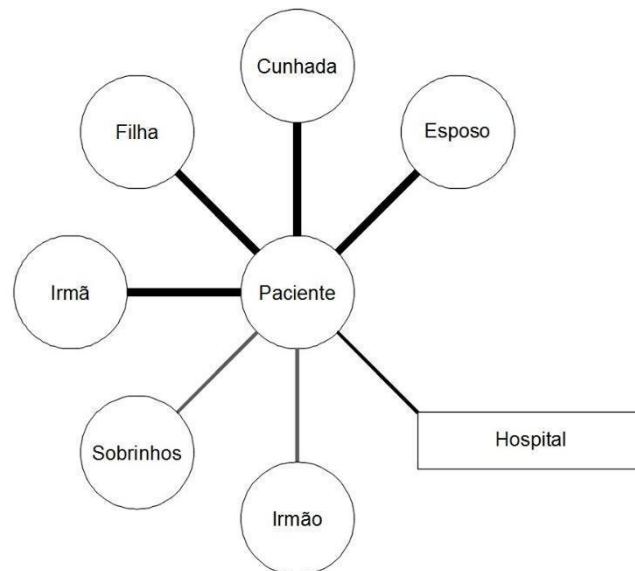 Cunhada
Filha
Esposo
Irmã
Paciente
Sobrinhos
Hospital
Irmão